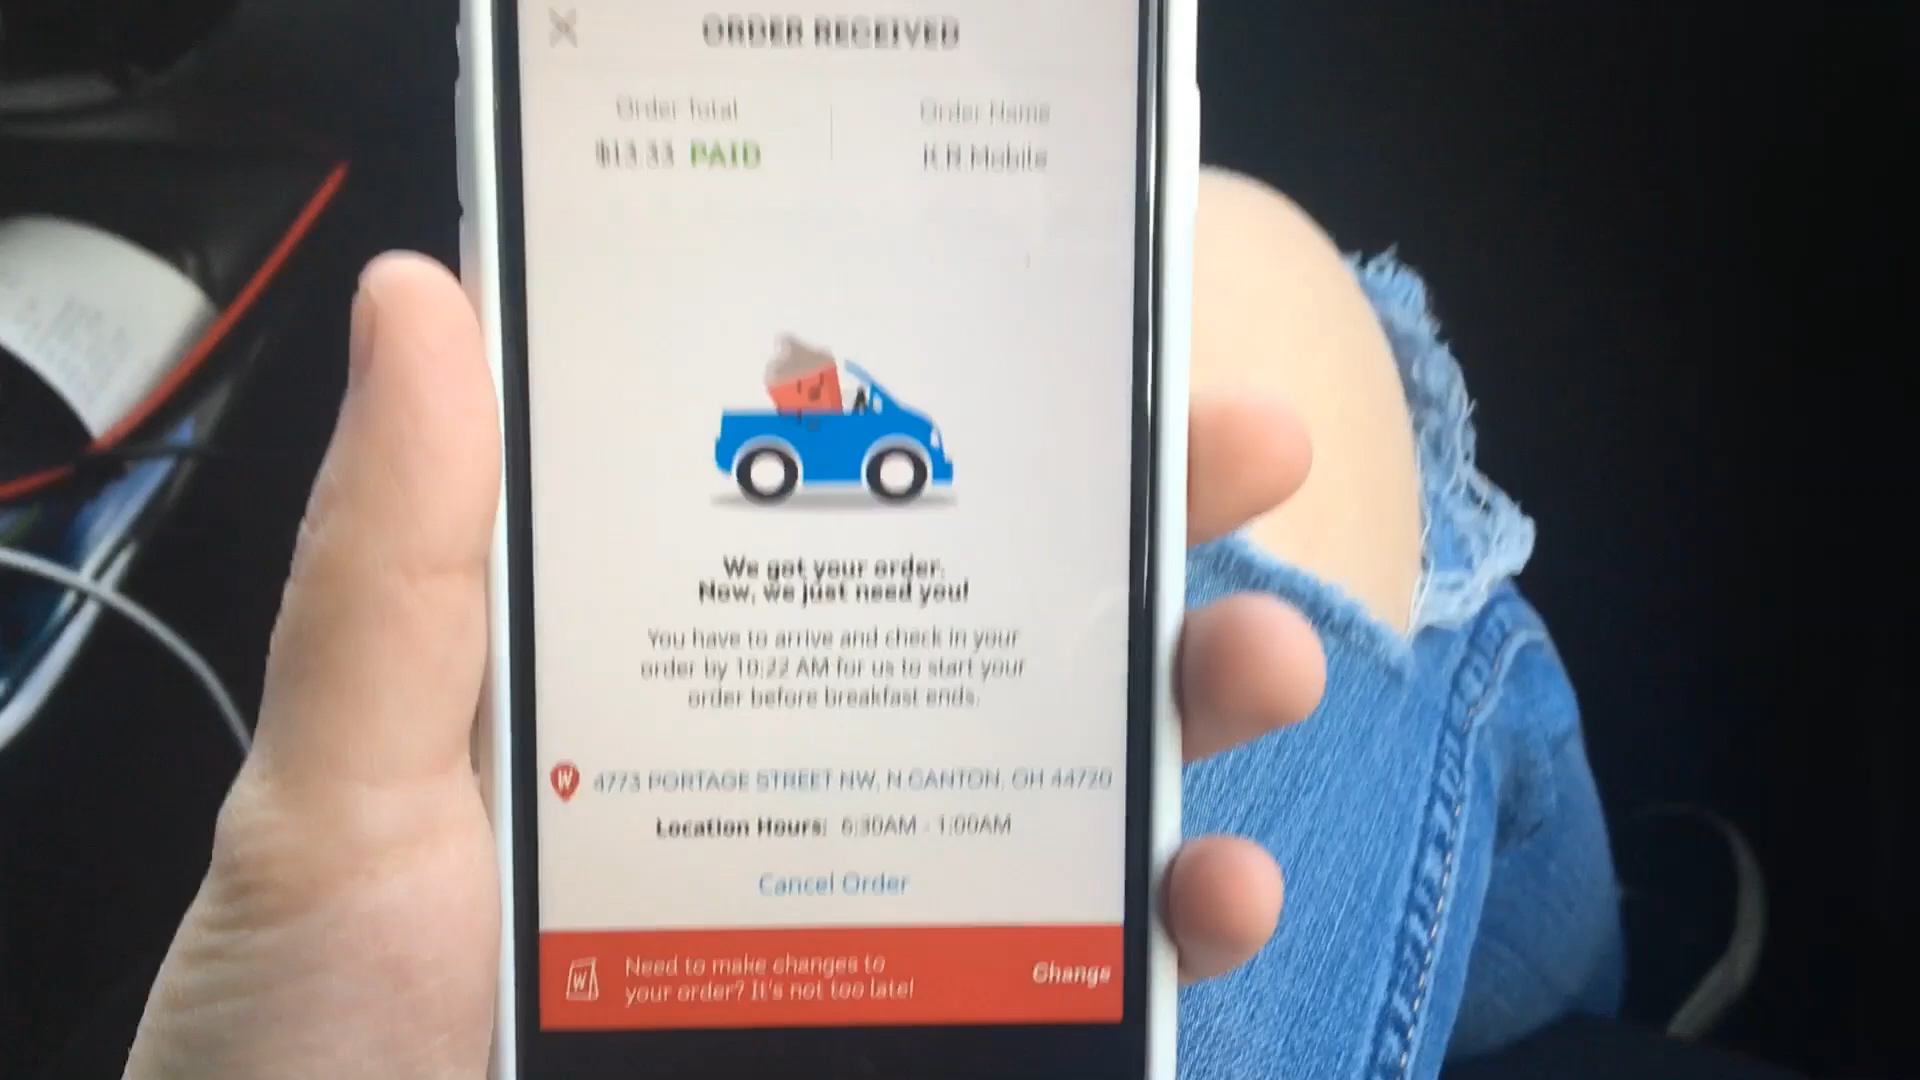 ORDER RECEIVED
Order Total
Order Name
$13.33 PAID
Mobile
We got your order.
Now, we just need you!
You have to arrive and check in your
order by 10:22 AM for us to start your
order before breakfast ends.
W
4773 PORTAGE STREET NW, N CANTON, OH 44720
Location Hours: 6:30AM - 1:00AM
Cancel Order
W
Need to make changes to
your order? It's not too late!
Change